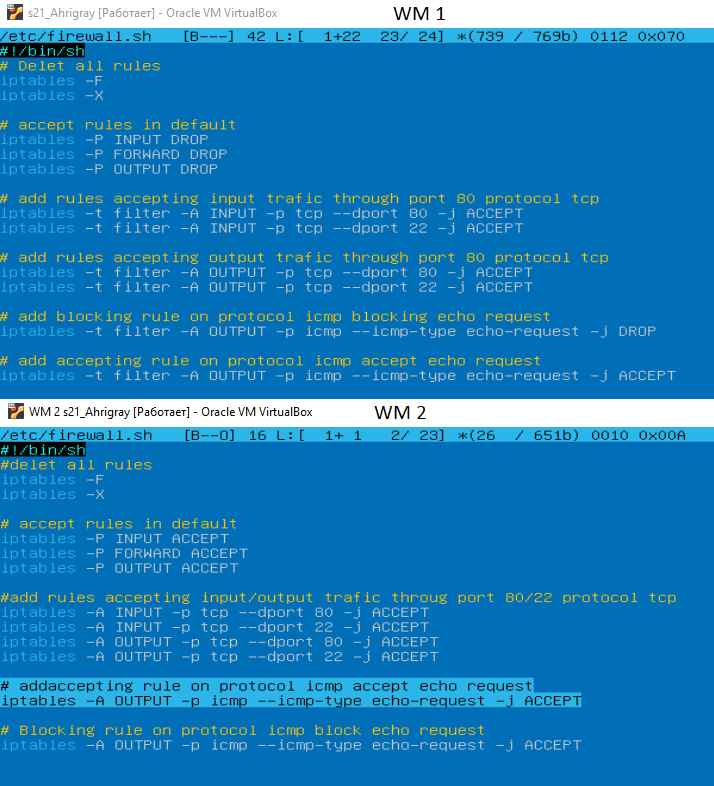 s21_Ahrigray [Работает] - Oracle VM VirtualBox WM 1
/etc/firewall.sh [B---] 42 L:[ 1+22 23/ 24] *(739 / 769b) 0112 0x070
#!/bin/sh
# Delet all rules
iptables -F
iptables -X
# accept rules in default
iptables -P INPUT DROP
iptables -P FORWARD DROP
iptables -P OUTPUT DROP
# add rules accepting input trafic through port 80 protocol tcp
iptables -t filter -A INPUT -p tcp --dport 80 -j ACCEPT
iptables -t filter -A INPUT -p tcp --dport 22 -j ACCEPT
# add rules accepting output trafic through port 80 protocol tcp
iptables -t filter -A OUTPUT -p tcp --dport 80 -j ACCEPT
iptables -t filter -A OUTPUT -p tcp --dport 22 -j ACCEPT
# add blocking rule on protocol icmp blocking echo request
iptables -t filter -A OUTPUT -p icmp --icmp-type echo-request -j DROP
# add accepting rule on protocol icmp accept echo request
iptables -t filter -A OUTPUT -p icmp --icmp-type echo-request -j ACCEPT
WM 2 s21_Ahrigray [Работает] - Oracle VM VirtualBox WM 2
/etc/firewall.sh [B--O] 16 L:[ 1+ 1 2/ 23] *(26 / 651b) 0010 0x00A
#!/bin/sh
#delet all rules
iptables -F
iptables -X
# accept rules in default
iptables -P INPUT ACCEPT
iptables -P FORWARD ACCEPT
iptables -P OUTPUT ACCEPT
#add rules accepting input/output trafic throug port 80/22 protocol tcp
iptables -A INPUT -p tcp --dport 80 -j ACCEPT
iptables -A INPUT -p tcp --dport 22 -j ACCEPT
iptables -A OUTPUT -p tcp --dport 80 -j ACCEPT
iptables -A OUTPUT -p tcp --dport 22 -j ACCEPT
# addaccepting rule on protocol icmp accept echo request
iptables -A OUTPUT -p icmp --icmp-type echo-request -j ACCEPT
# Blocking rule on protocol icmp block echo request
iptables -A OUTPUT -p icmp --icmp-type echo-request -j ACCEPT